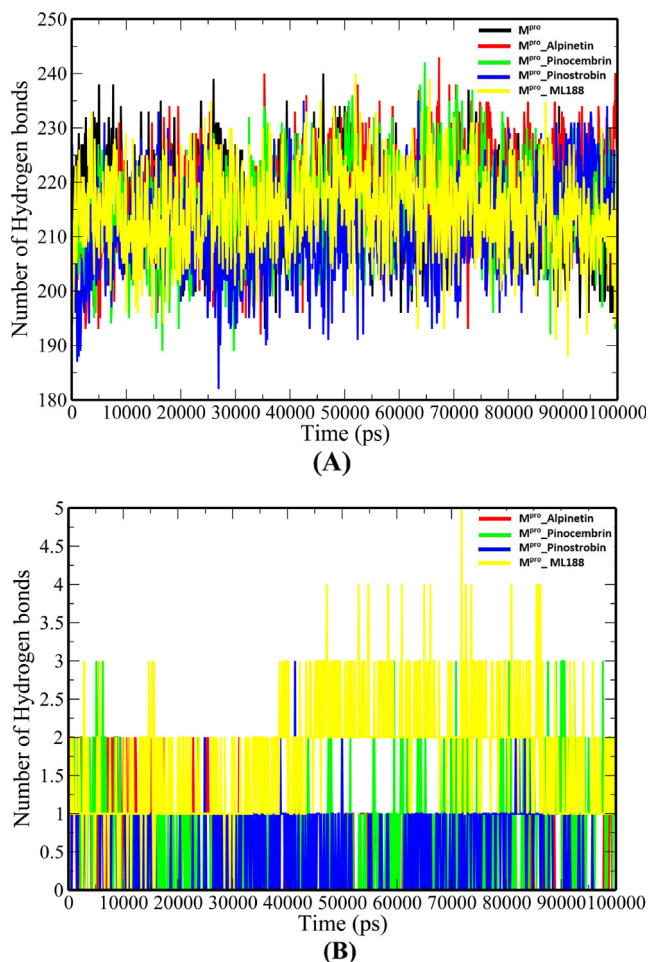 250
240
230
220
210
200
190
180
Number of Hydrogen bonds
Mᵖʳᵒ
Mᵖʳᵒ_Alpinetin
Mᵖʳᵒ_Pinocembrin
Mᵖʳᵒ_Pinostrobin
Mᵖʳᵒ_ ML188
0 10000 20000 30000 40000 50000 60000 70000 80000 90000 100000
Time (ps)
(A)
5
4.5
4
3.5
3
2.5
2
1.5
1
0.5
0
Number of Hydrogen bonds
Mᵖʳᵒ_Alpinetin
Mᵖʳᵒ_Pinocembrin
Mᵖʳᵒ_Pinostrobin
Mᵖʳᵒ_ ML188
0 10000 20000 30000 40000 50000 60000 70000 80000 90000 100000
Time (ps)
(B)